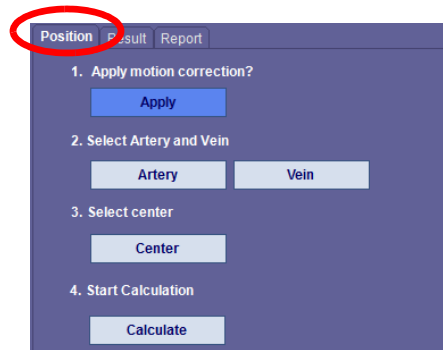 Position Result Report
1. Apply motion correction?
Apply
2. Select Artery and Vein
Artery Vein
3. Select center
Center
4. Start Calculation
Calculate